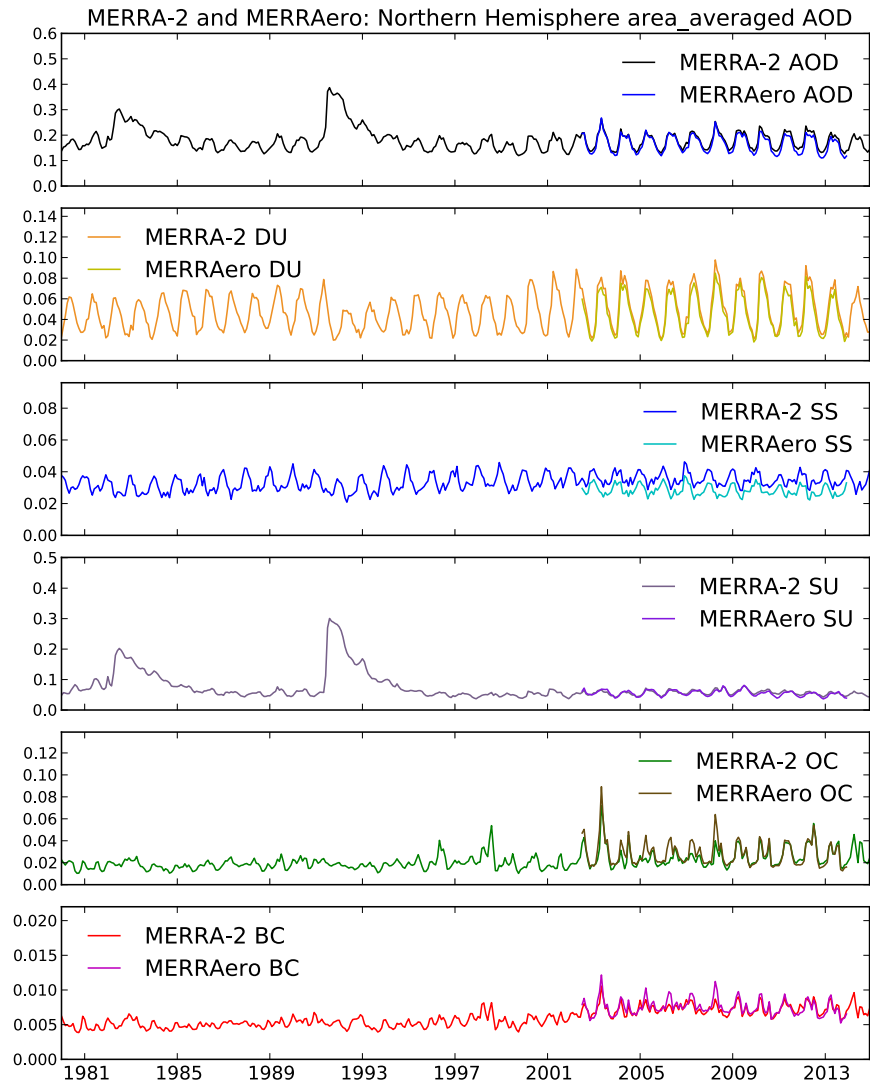 MERRA-2 and MERRAero: Northern Hemisphere area_averaged AOD
0.6
0.5
0.4
0.3
0.2
0.1
0.0
MERRA-2 AOD
MERRAero AOD
0.14
0.12
0.10
0.08
0.06
0.04
0.02
0.00
MERRA-2 DU
MERRAero DU
0.08
0.06
0.04
0.02
0.00
MERRA-2 SS
MERRAero SS
0.5
0.4
0.3
0.2
0.1
0.0
MERRA-2 SU
MERRAero SU
0.12
0.10
0.08
0.06
0.04
0.02
0.00
MERRA-2 OC
MERRAero OC
0.020
0.015
0.010
0.005
0.000
MERRA-2 BC
MERRAero BC
1981 1985 1989 1993 1997 2001 2005 2009 2013